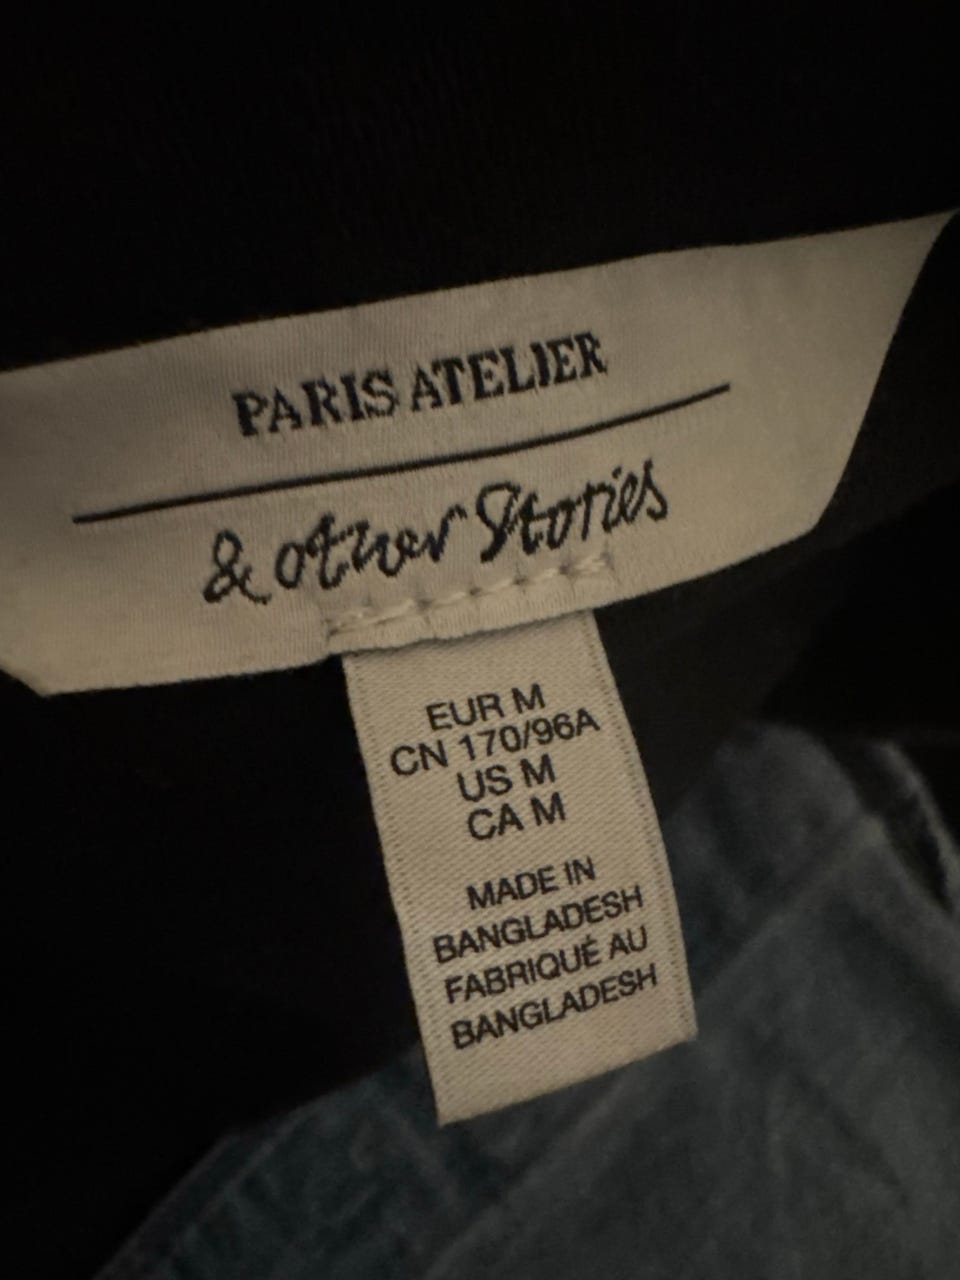 PARIS ATELIER
& other Stories
EUR M
CN 170/96A
US M
CA M
MADE IN
BANGLADESH
FABRIQUÉ AU
BANGLADESH